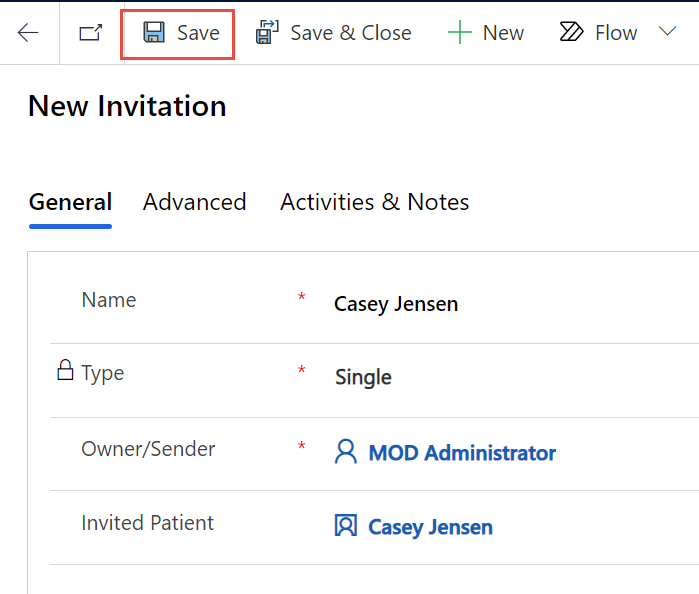 Save Save & Close New Flow
New Invitation
General Advanced Activities & Notes
Name * Casey Jensen
Type * Single
Owner/Sender * MOD Administrator
Invited Patient Casey Jensen